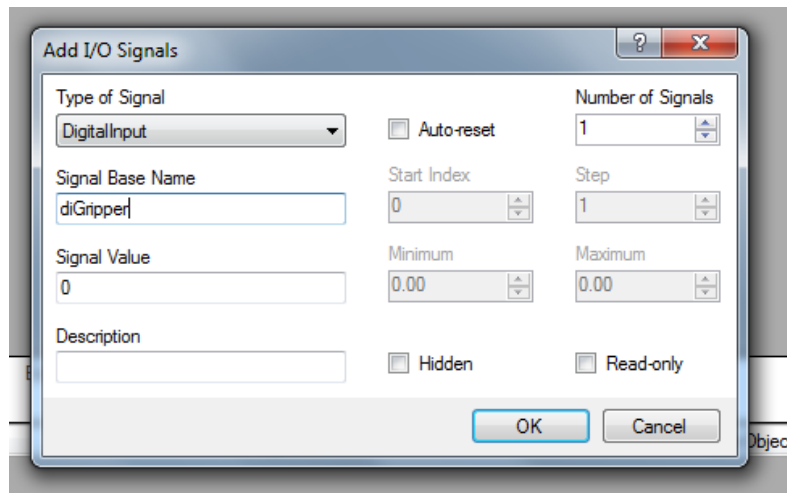 Add I/O Signals
?
Type of Signal
Number of Signals
DigitalInput
Auto-reset
1
Signal Base Name
Start Index
Step
diGripper
0
1
Signal Value
Minimum
Maximum
0
0.00
0.00
Description
Hidden
Read-only
OK
Cancel